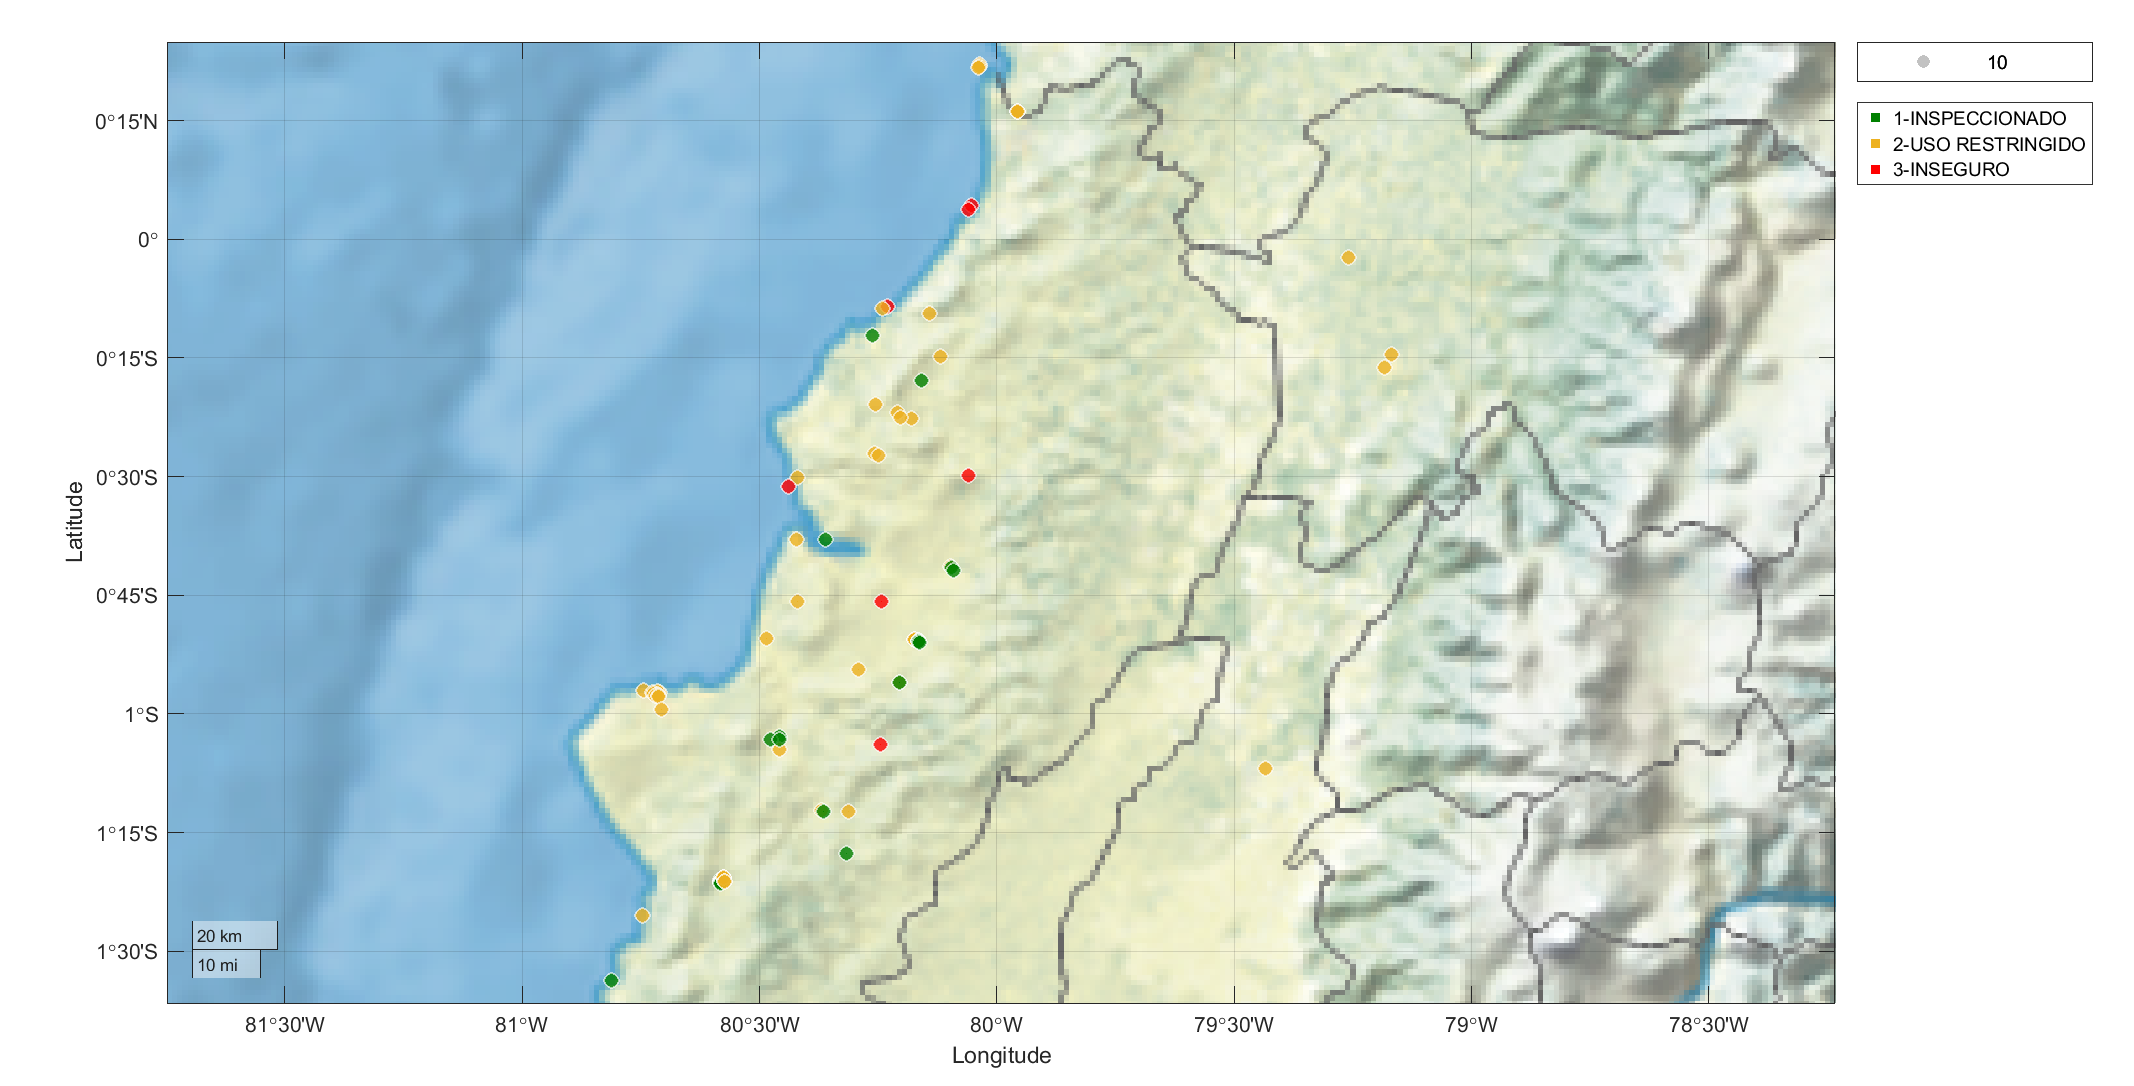 10
1-INSPECCIONADO
2-USO RESTRINGIDO
3-INSEGURO
0°15'N
0°
0°15'S
0°30'S
0°45'S
1°S
1°15'S
1°30'S
Latitude
20 km
10 mi
81°30'W 81°W 80°30'W 80°W 79°30'W 79°W 78°30'W
Longitude